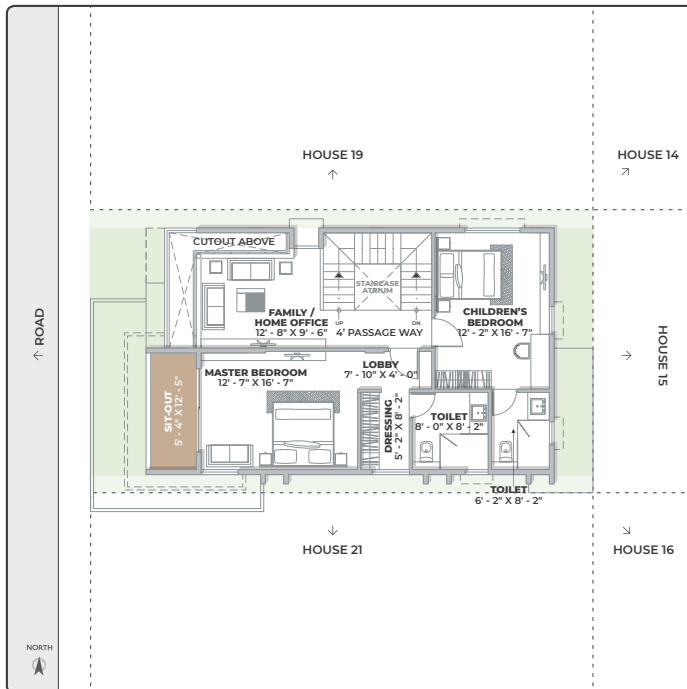 HOUSE 19
HOUSE 14
CUTOUT ABOVE
STAIRCASE
ATRIUM
FAMILY /
HOME OFFICE
12' - 8" X 9' - 6"
UP
DN
4' PASSAGE WAY
CHILDREN'S
BEDROOM
12' - 2" X 16' - 7"
ROAD
HOUSE 15
MASTER BEDROOM
12' - 7" X 16' - 7"
LOBBY
7' - 10" X 4' - 0"
SIT-OUT
5' - 4" X 12' - 5"
DRESSING
5' - 2" X 8' - 2"
TOILET
8' - 0" X 8' - 2"
TOILET
6' - 2" X 8' - 2"
HOUSE 21
HOUSE 16
NORTH